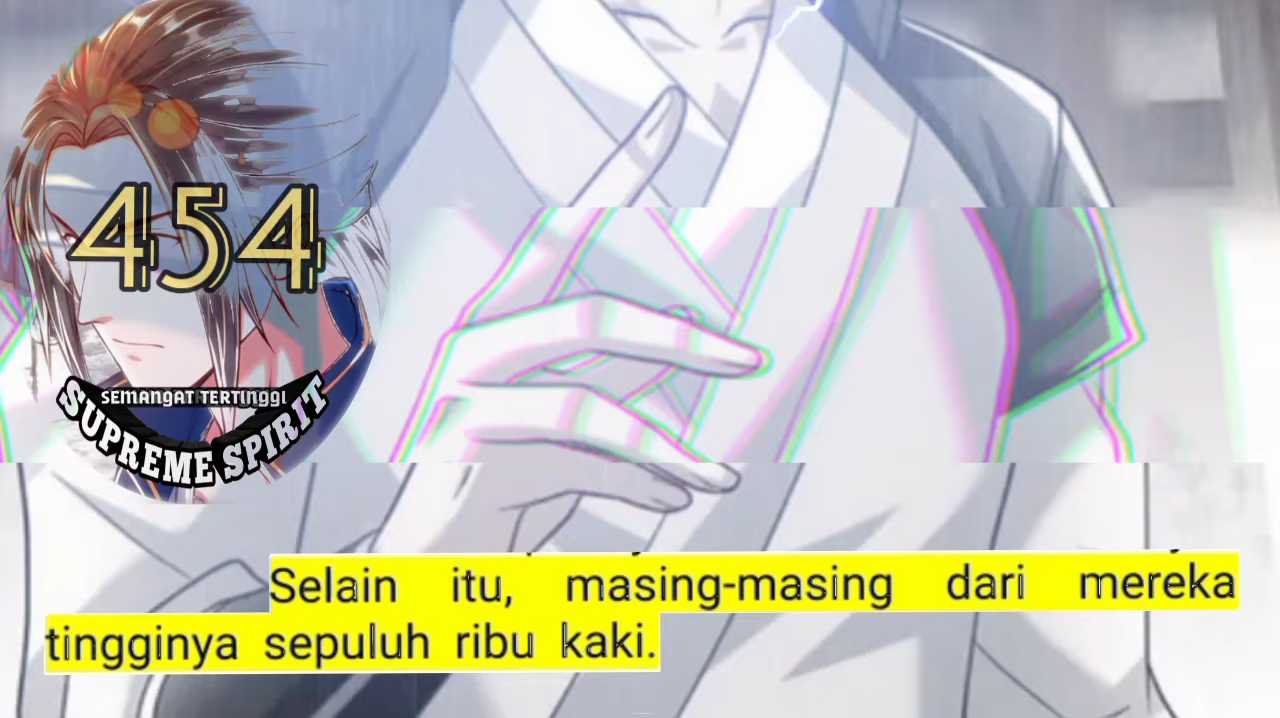 454
SEMANGAT TERTINGGI
SUPREME SPIRIT
Selain itu, masing-masing dari mereka
tingginya sepuluh ribu kaki.